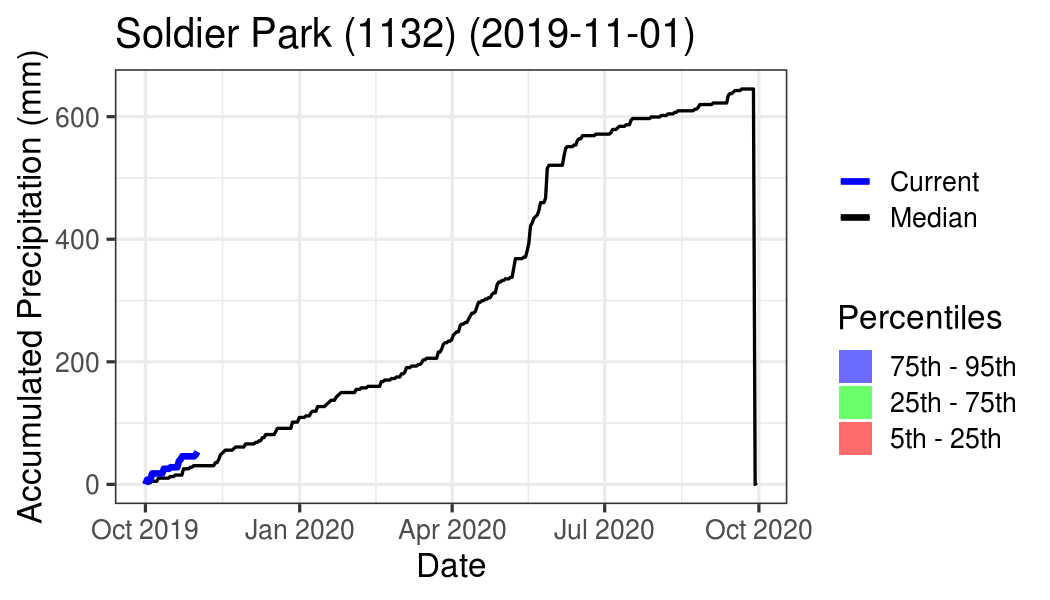 Soldier Park (1132) (2019-11-01)
Accumulated Precipitation (mm)
600
400
200
0
Oct 2019 Jan 2020 Apr 2020 Jul 2020 Oct 2020
Date
Current
Median
Percentiles
75th - 95th
25th - 75th
5th - 25th